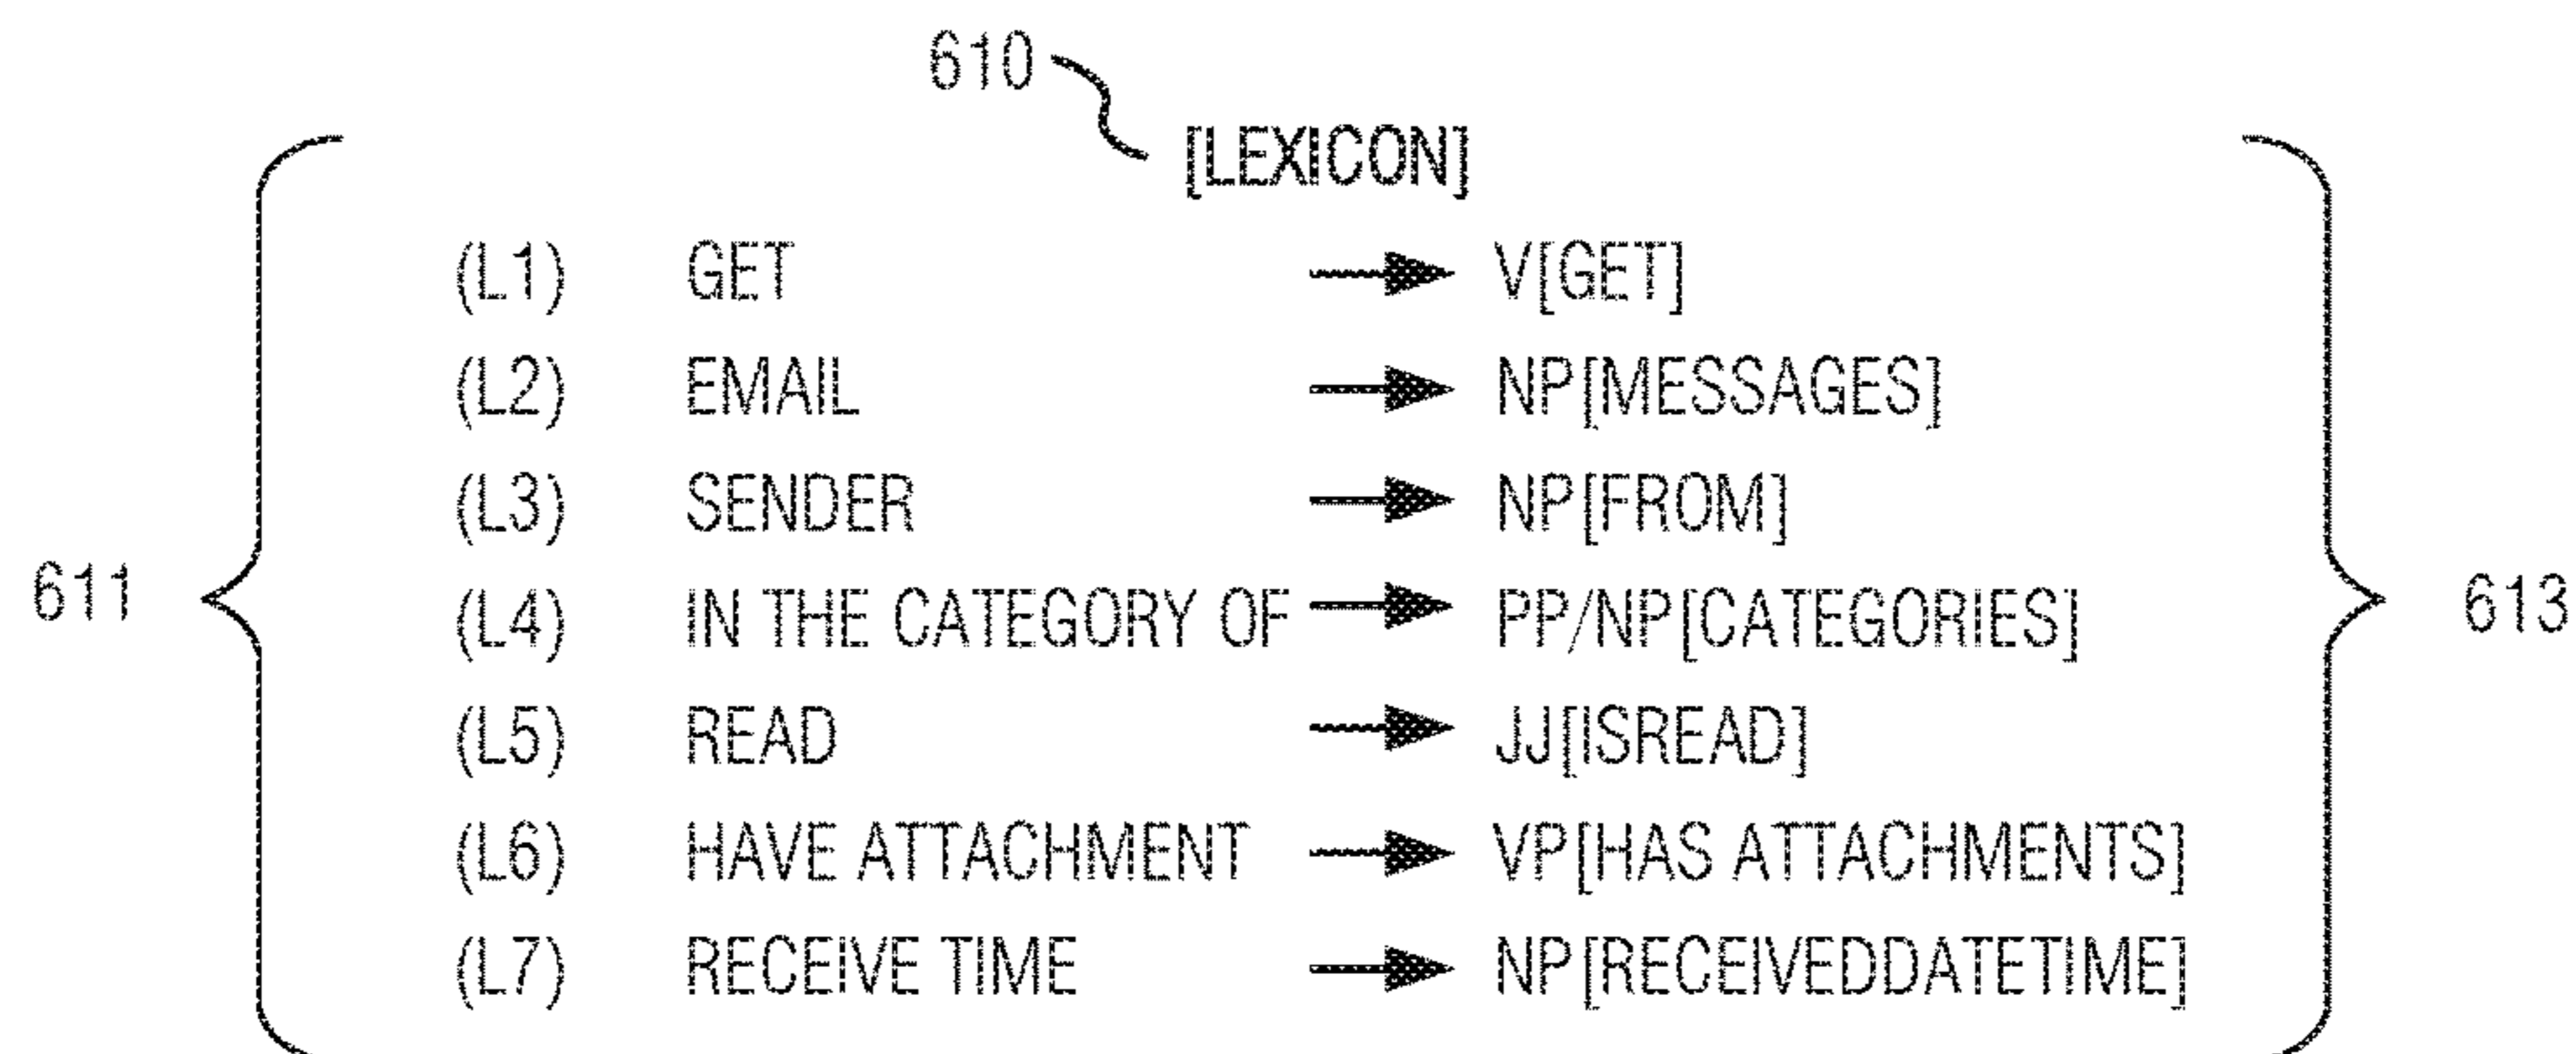 610
[LEXICON]
(L1) GET → V[GET]
(L2) EMAIL → NP[MESSAGES]
(L3) SENDER → NP[FROM]
611
613
(L4) IN THE CATEGORY OF → PP/NP[CATEGORIES]
(L5) READ → JJ[ISREAD]
(L6) HAVE ATTACHMENT → VP[HAS ATTACHMENTS]
(L7) RECEIVE TIME → NP[RECEIVEDDATETIME]